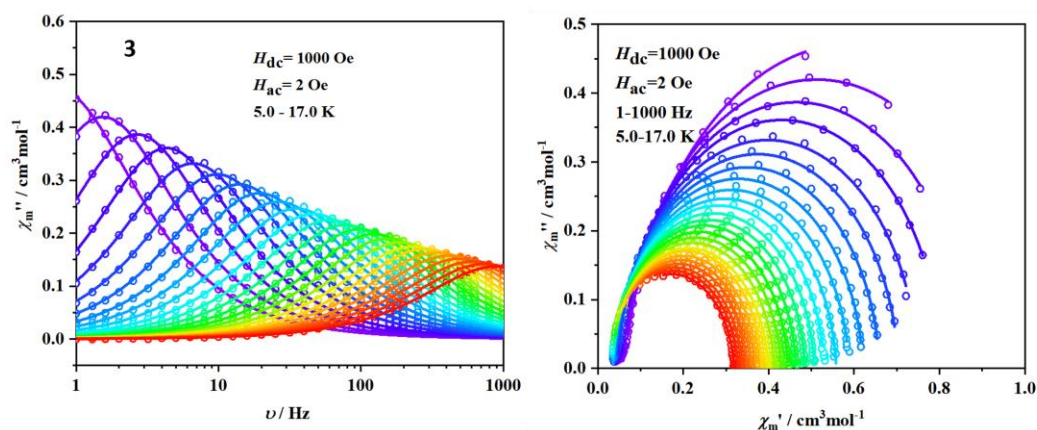 3
H_dc= 1000 Oe
H_ac= 2 Oe
5.0 - 17.0 K
0.6
0.5
0.4
0.3
0.2
0.1
0.0
χ_m'' / cm³mol⁻¹
1
10
100
1000
υ / Hz
H_dc=1000 Oe
H_ac=2 Oe
1-1000 Hz
5.0-17.0 K
0.5
0.4
0.3
0.2
0.1
0.0
χ_m'' / cm³mol⁻¹
0.0
0.2
0.4
0.6
0.8
1.0
χ_m' / cm³mol⁻¹